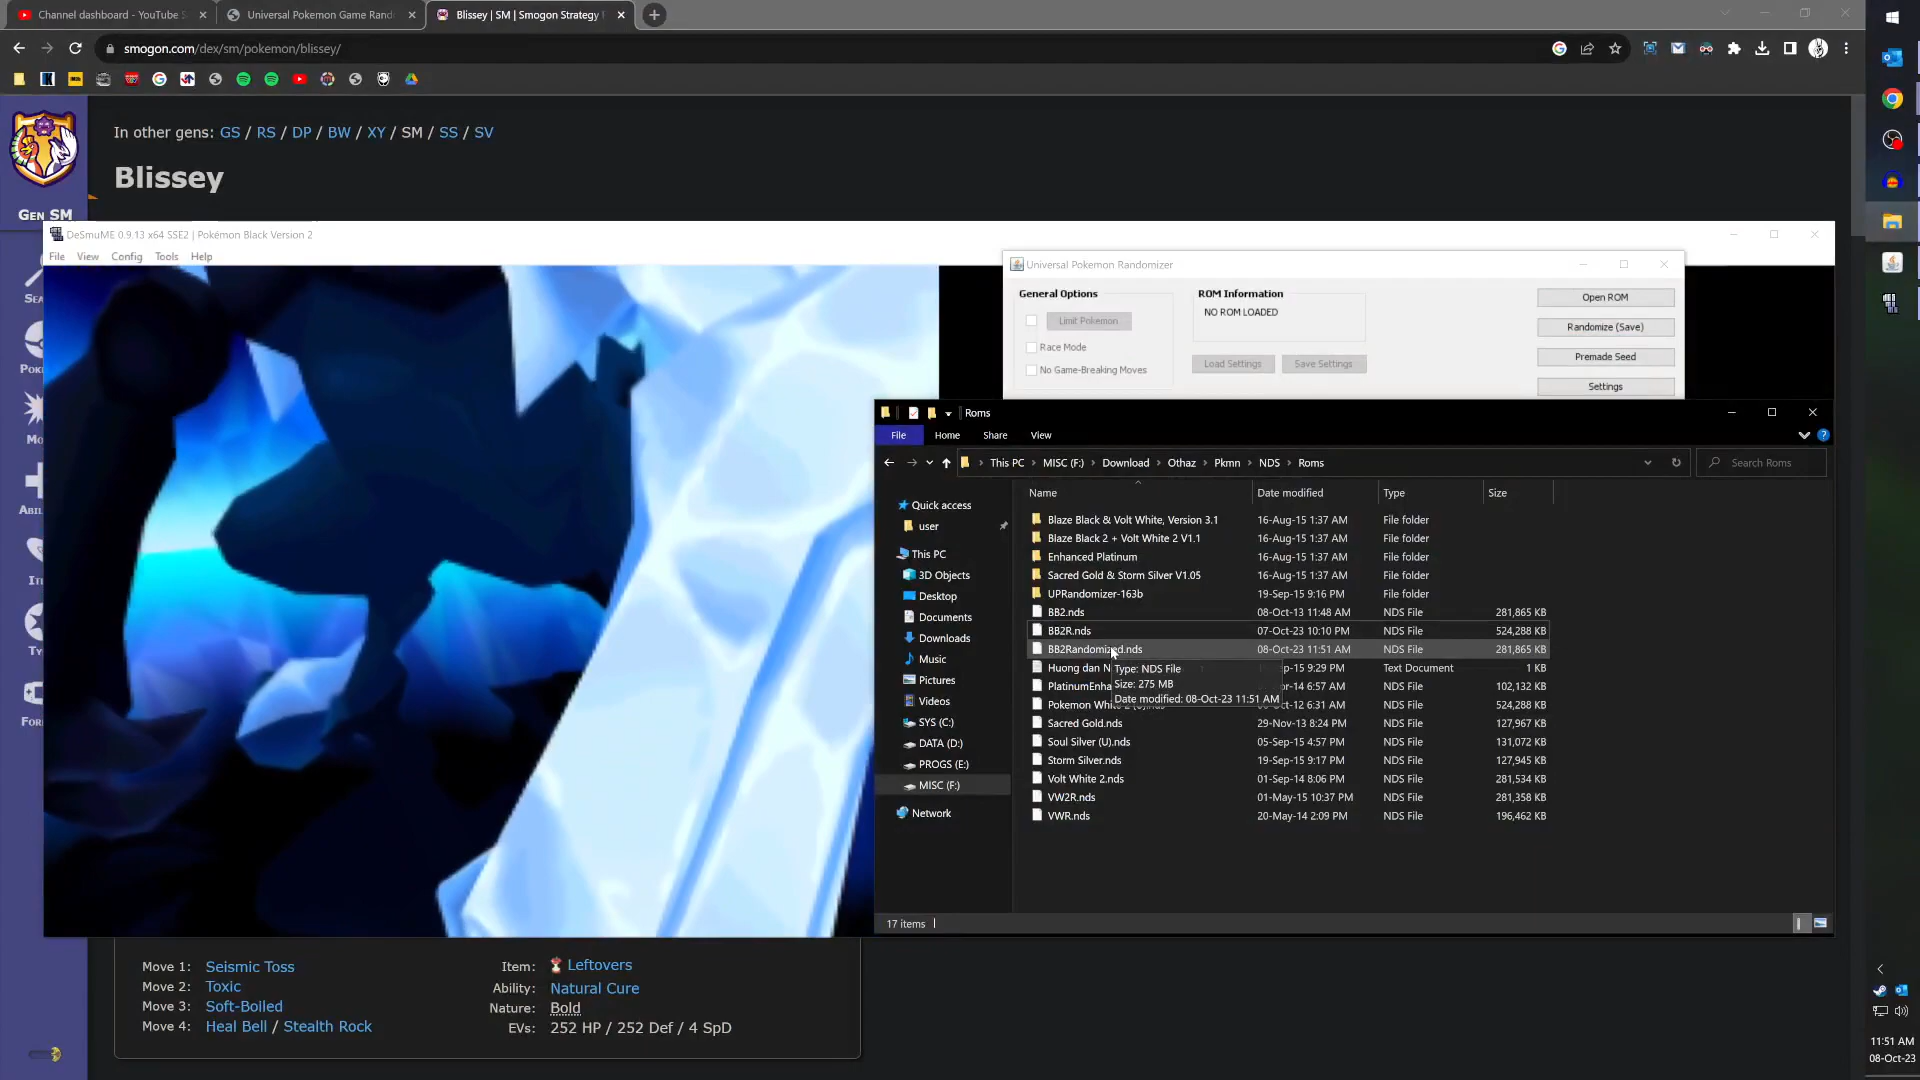 Channel dashboard - YouTube S
Universal Pokemon Game Rand
Blissey | SM | Smogon Strategy
smogon.com/dex/sm/pokemon/blissey/
In other gens: GS / RS / DP / BW / XY / SM / SS / SV
Blissey
GEN SM
DeSmuME 0.9.13 x64 SSE2 | Pokémon Black Version 2
File View Config Tools Help
Universal Pokemon Randomizer
General Options
Limit Pokemon
Race Mode
No Game-Breaking Moves
ROM Information
NO ROM LOADED
Load Settings
Save Settings
Open ROM
Randomize (Save)
Premade Seed
Settings
Roms
File Home Share View
This PC > MISC (F:) > Download > Othaz > Pkmn > NDS > Roms
Search Roms
Quick access
user
This PC
3D Objects
Desktop
Documents
Downloads
Music
Pictures
Videos
SYS (C:)
DATA (D:)
PROGS (E:)
MISC (F:)
Network
Name Date modified Type Size
Blaze Black & Volt White, Version 3.1 16-Aug-15 1:37 AM File folder
Blaze Black 2 + Volt White 2 V1.1 16-Aug-15 1:37 AM File folder
Enhanced Platinum 16-Aug-15 1:37 AM File folder
Sacred Gold & Storm Silver V1.05 16-Aug-15 1:37 AM File folder
UPRandomizer-163b 19-Sep-15 9:16 PM File folder
BB2.nds 08-Oct-13 11:48 AM NDS File 281,865 KB
BB2R.nds 07-Oct-23 10:10 PM NDS File 524,288 KB
BB2Randomized.nds 08-Oct-23 11:51 AM NDS File 281,865 KB
Huong dan N p-15 9:29 PM Text Document 1 KB
PlatinumEnha r-14 6:57 AM NDS File 102,132 KB
Pokemon W -12 6:31 AM NDS File 524,288 KB
Sacred Gold.nds 29-Nov-13 8:24 PM NDS File 127,967 KB
Soul Silver (U).nds 05-Sep-15 4:57 PM NDS File 131,072 KB
Storm Silver.nds 19-Sep-15 9:17 PM NDS File 127,945 KB
Volt White 2.nds 01-Sep-14 8:06 PM NDS File 281,534 KB
VW2R.nds 01-May-15 10:37 PM NDS File 281,358 KB
VWR.nds 20-May-14 2:09 PM NDS File 196,462 KB
Type: NDS File
Size: 275 MB
Date modified: 08-Oct-23 11:51 AM
17 items
Move 1: Seismic Toss
Move 2: Toxic
Move 3: Soft-Boiled
Move 4: Heal Bell / Stealth Rock
Item: Leftovers
Ability: Natural Cure
Nature: Bold
EVs: 252 HP / 252 Def / 4 SpD
11:51 AM
08-Oct-23